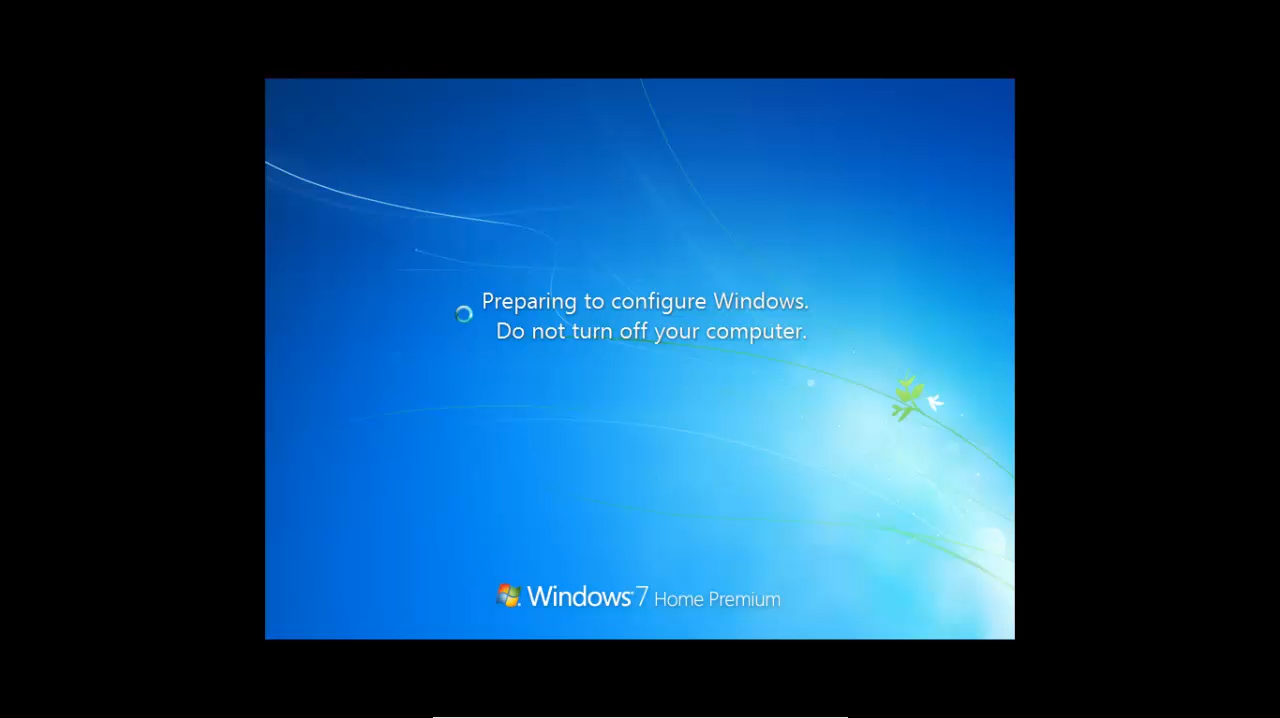 Preparing to configure Windows.
Do not turn off your computer.
Windows 7 Home Premium